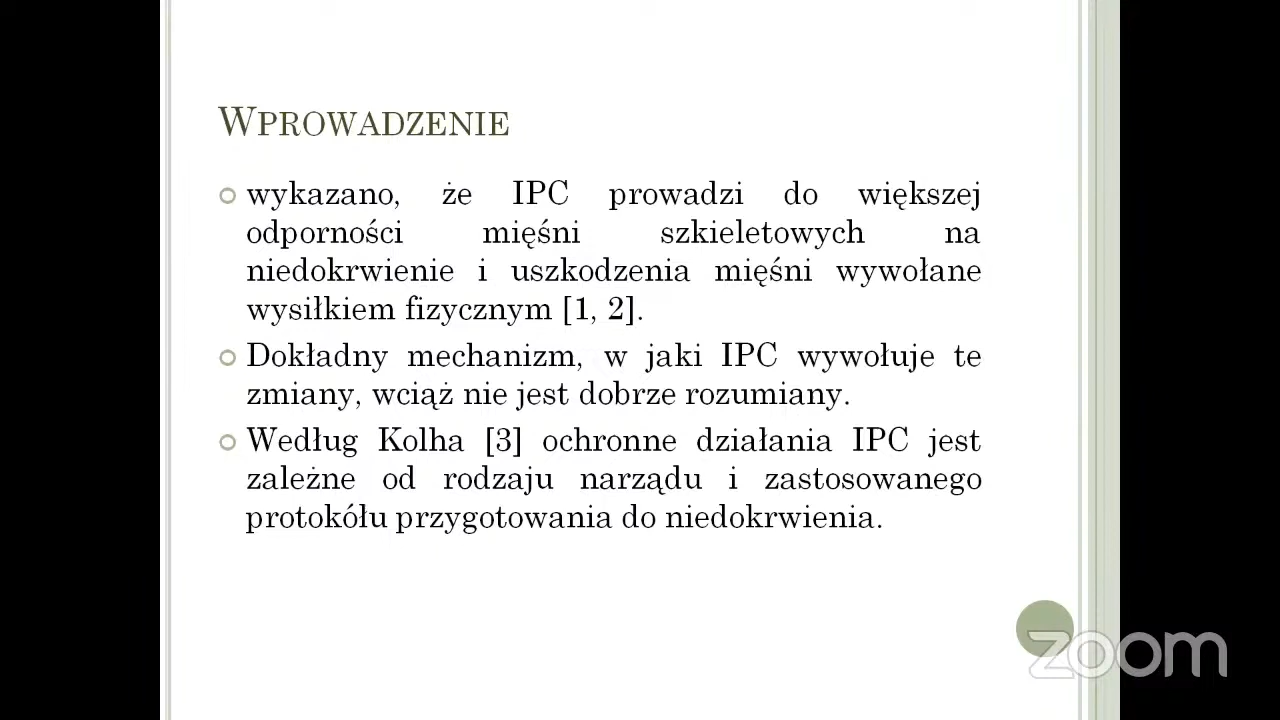 WPROWADZENIE
wykazano, że IPC prowadzi do większej
odporności mięśni szkieletowych na
niedokrwienie i uszkodzenia mięśni wywołane
wysiłkiem fizycznym [1, 2].
Dokładny mechanizm, w jaki IPC wywołuje te
zmiany, wciąż nie jest dobrze rozumiany.
Według Kolha [3] ochronne działania IPC jest
zależne od rodzaju narządu i zastosowanego
protokółu przygotowania do niedokrwienia.
zoom